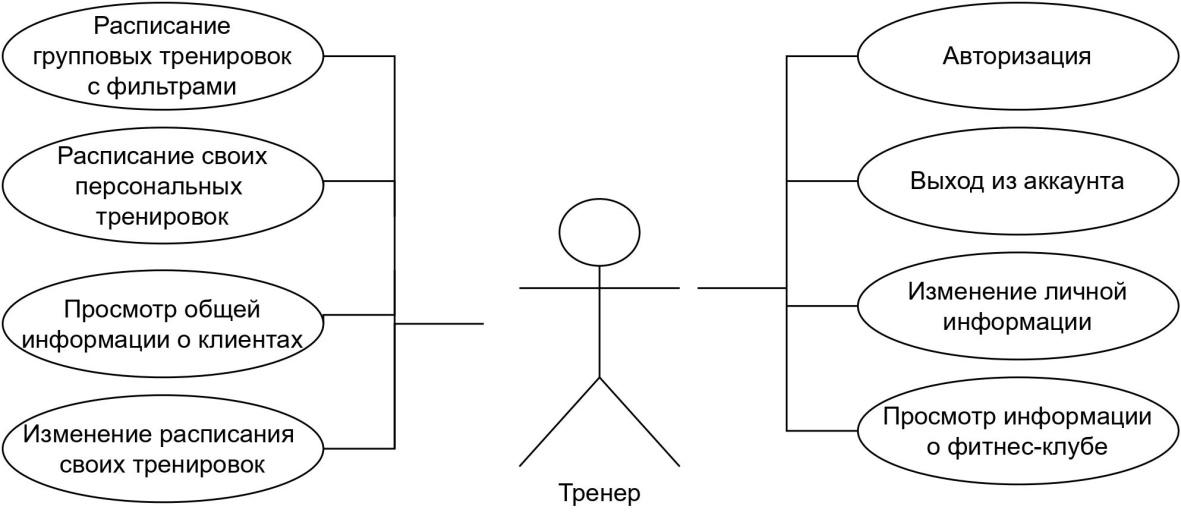 Расписание
групповых тренировок
с фильтрами
Расписание своих
персональных
тренировок
Просмотр общей
информации о клиентах
Изменение расписания
своих тренировок
Тренер
Авторизация
Выход из аккаунта
Изменение личной
информации
Просмотр информации
о фитнес-клубе